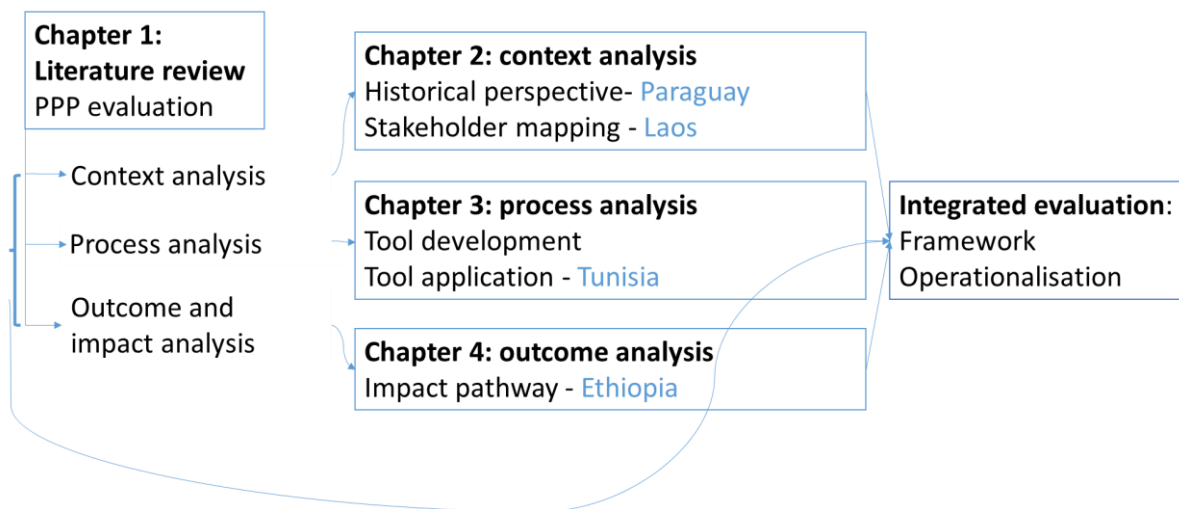 Chapter 1:
Literature review
PPP evaluation
Context analysis
Process analysis
Outcome and
impact analysis
Chapter 2: context analysis
Historical perspective- Paraguay
Stakeholder mapping - Laos
Chapter 3: process analysis
Tool development
Tool application - Tunisia
Chapter 4: outcome analysis
Impact pathway - Ethiopia
Integrated evaluation:
Framework
Operationalisation